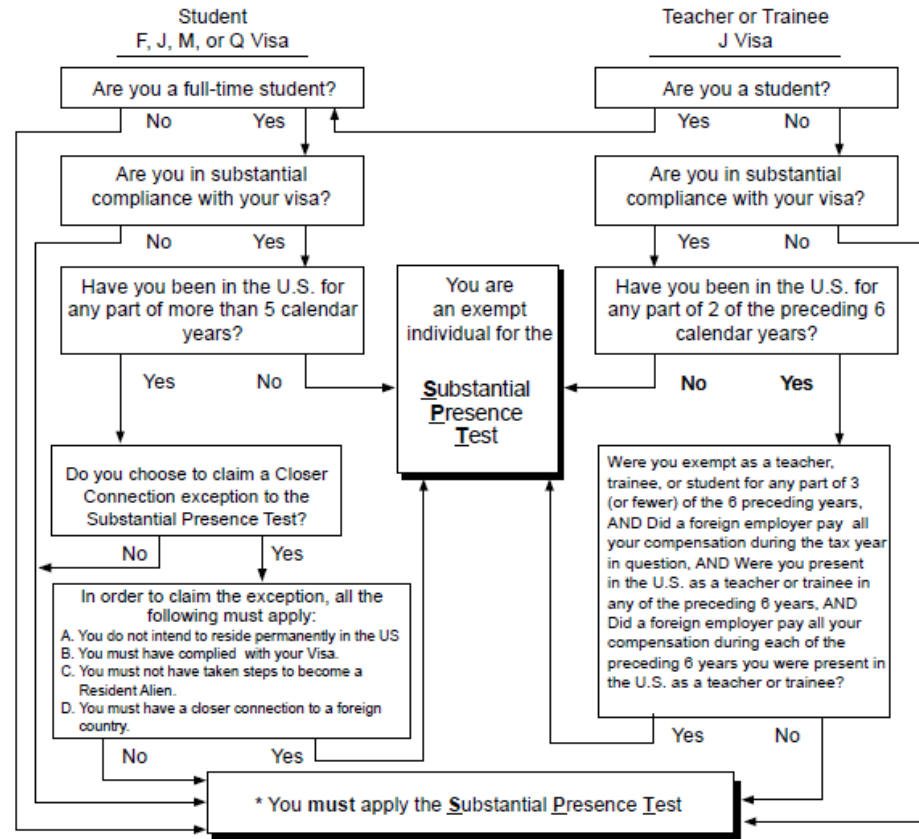 Student
F, J, M, or Q Visa
Are you a full-time student?
No Yes
Are you in substantial
compliance with your visa?
No Yes
Have you been in the U.S. for
any part of more than 5 calendar
years?
Yes No
Do you choose to claim a Closer
Connection exception to the
Substantial Presence Test?
No Yes
In order to claim the exception, all the
following must apply:
A. You do not intend to reside permanently in the US
B. You must have complied with your Visa.
C. You must not have taken steps to become a
Resident Alien.
D. You must have a closer connection to a foreign
country.
No Yes
You are
an exempt
individual for the
Substantial
Presence
Test
Teacher or Trainee
J Visa
Are you a student?
Yes No
Are you in substantial
compliance with your visa?
Yes No
Have you been in the U.S. for
any part of 2 of the preceding 6
calendar years?
No Yes
Were you exempt as a teacher,
trainee, or student for any part of 3
(or fewer) of the 6 preceding years,
AND Did a foreign employer pay all
your compensation during the tax year
in question, AND Were you present
in the U.S. as a teacher or trainee in
any of the preceding 6 years, AND
Did a foreign employer pay all your
compensation during each of the
preceding 6 years you were present in
the U.S. as a teacher or trainee?
Yes No
* You must apply the Substantial Presence Test